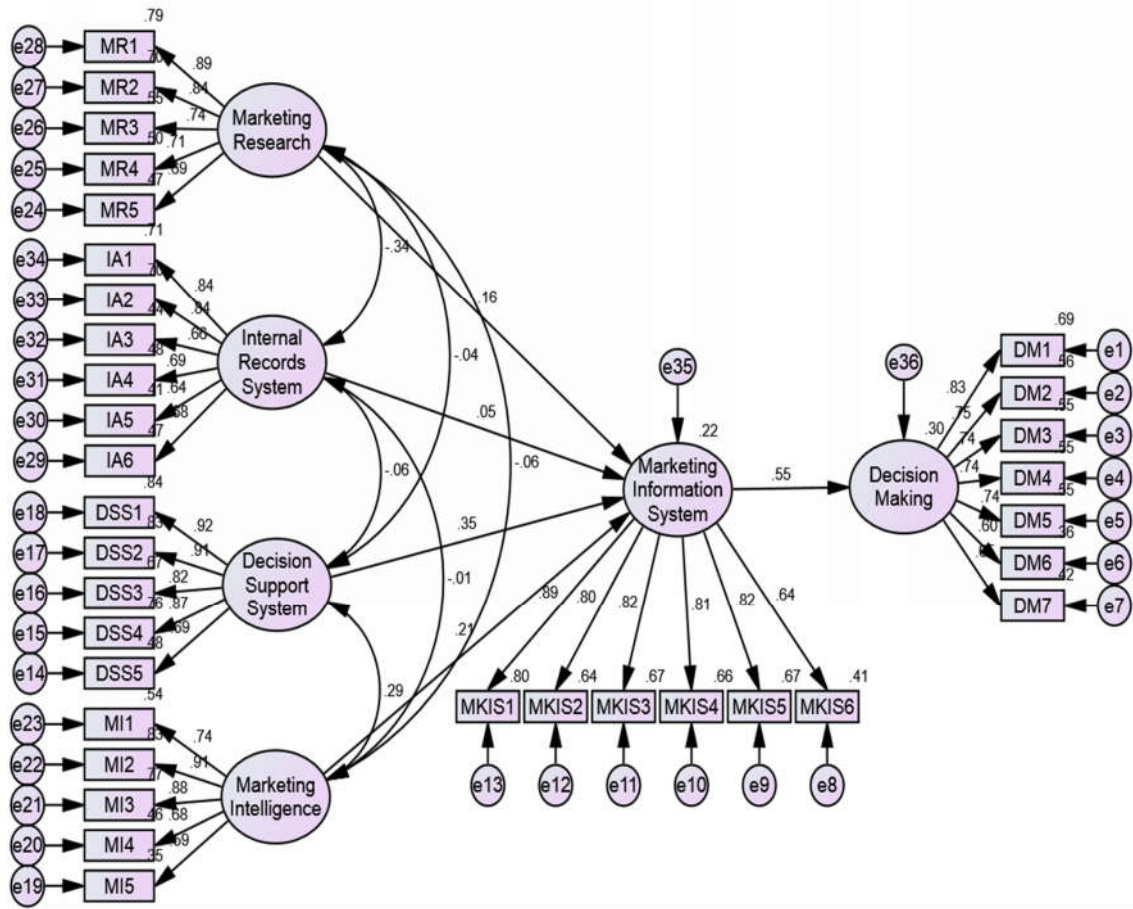 .79
e28 MR1
.70
.89
e27 MR2
.84
.55
e26 MR3
.74
.50
e25 MR4
.71
.47
.69
e24 MR5
Marketing
Research
.71
e34 IA1
.70
.84
e33 IA2
.84
.44
e32 IA3
.66
.48
e31 IA4
.69
.41
e30 IA5
.64
.47
e29 IA6
Internal
Records
System
.84
e18 DSS1
.83
.92
e17 DSS2
.91
.67
e16 DSS3
.82
.76
e15 DSS4
.87
.48
.69
e14 DSS5
Decision
Support
System
.54
e23 MI1
.83
.74
e22 MI2
.91
.77
e21 MI3
.88
.46
e20 MI4
.68
.35
e19 MI5
Marketing
Intelligence
-.34
.16
-.04
.05
-.06
-.06
.35
-.01
.21
.29
e35
.22
Marketing
Information
System
.55
e36
.30
Decision
Making
.69
DM1 e1
.83
.56
DM2 e2
.75
.55
DM3 e3
.74
.55
DM4 e4
.74
.55
DM5 e5
.74
.36
DM6 e6
.60
.42
DM7 e7
.89
.80
.82
.81
.82
.64
.80
.64
.67
.66
.67
.41
MKIS1 MKIS2 MKIS3 MKIS4 MKIS5 MKIS6
e13 e12 e11 e10 e9 e8